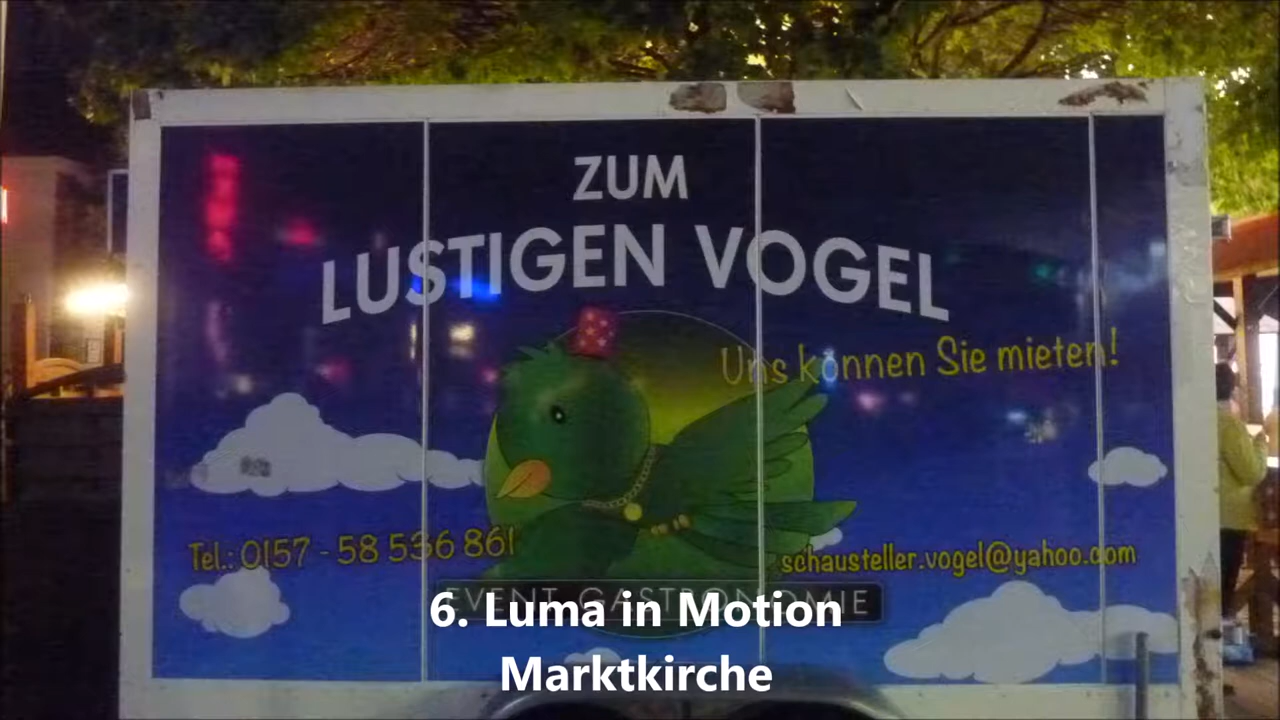 ZUM
LUSTIGEN VOGEL
Uns können Sie mieten!
Tel.: 0157 - 58 536 861
schausteller.vogel@yahoo.com
EVENT GASTRONOMIE
6. Luma in Motion
Marktkirche